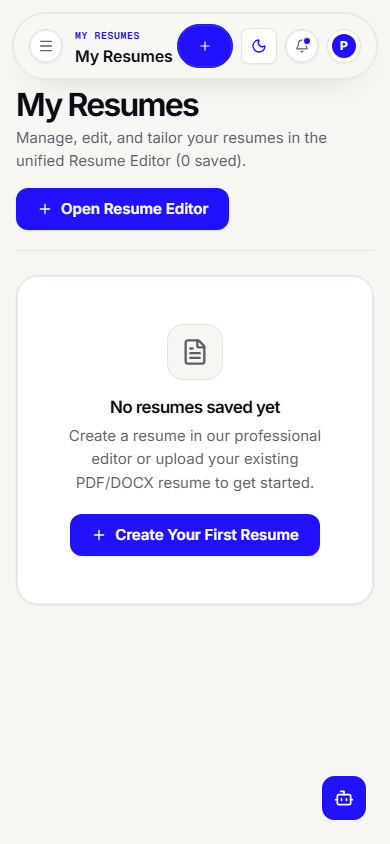 MY RESUMES
My Resumes
P
My Resumes
Manage, edit, and tailor your resumes in the
unified Resume Editor (0 saved).
Open Resume Editor
No resumes saved yet
Create a resume in our professional
editor or upload your existing
PDF/DOCX resume to get started.
Create Your First Resume